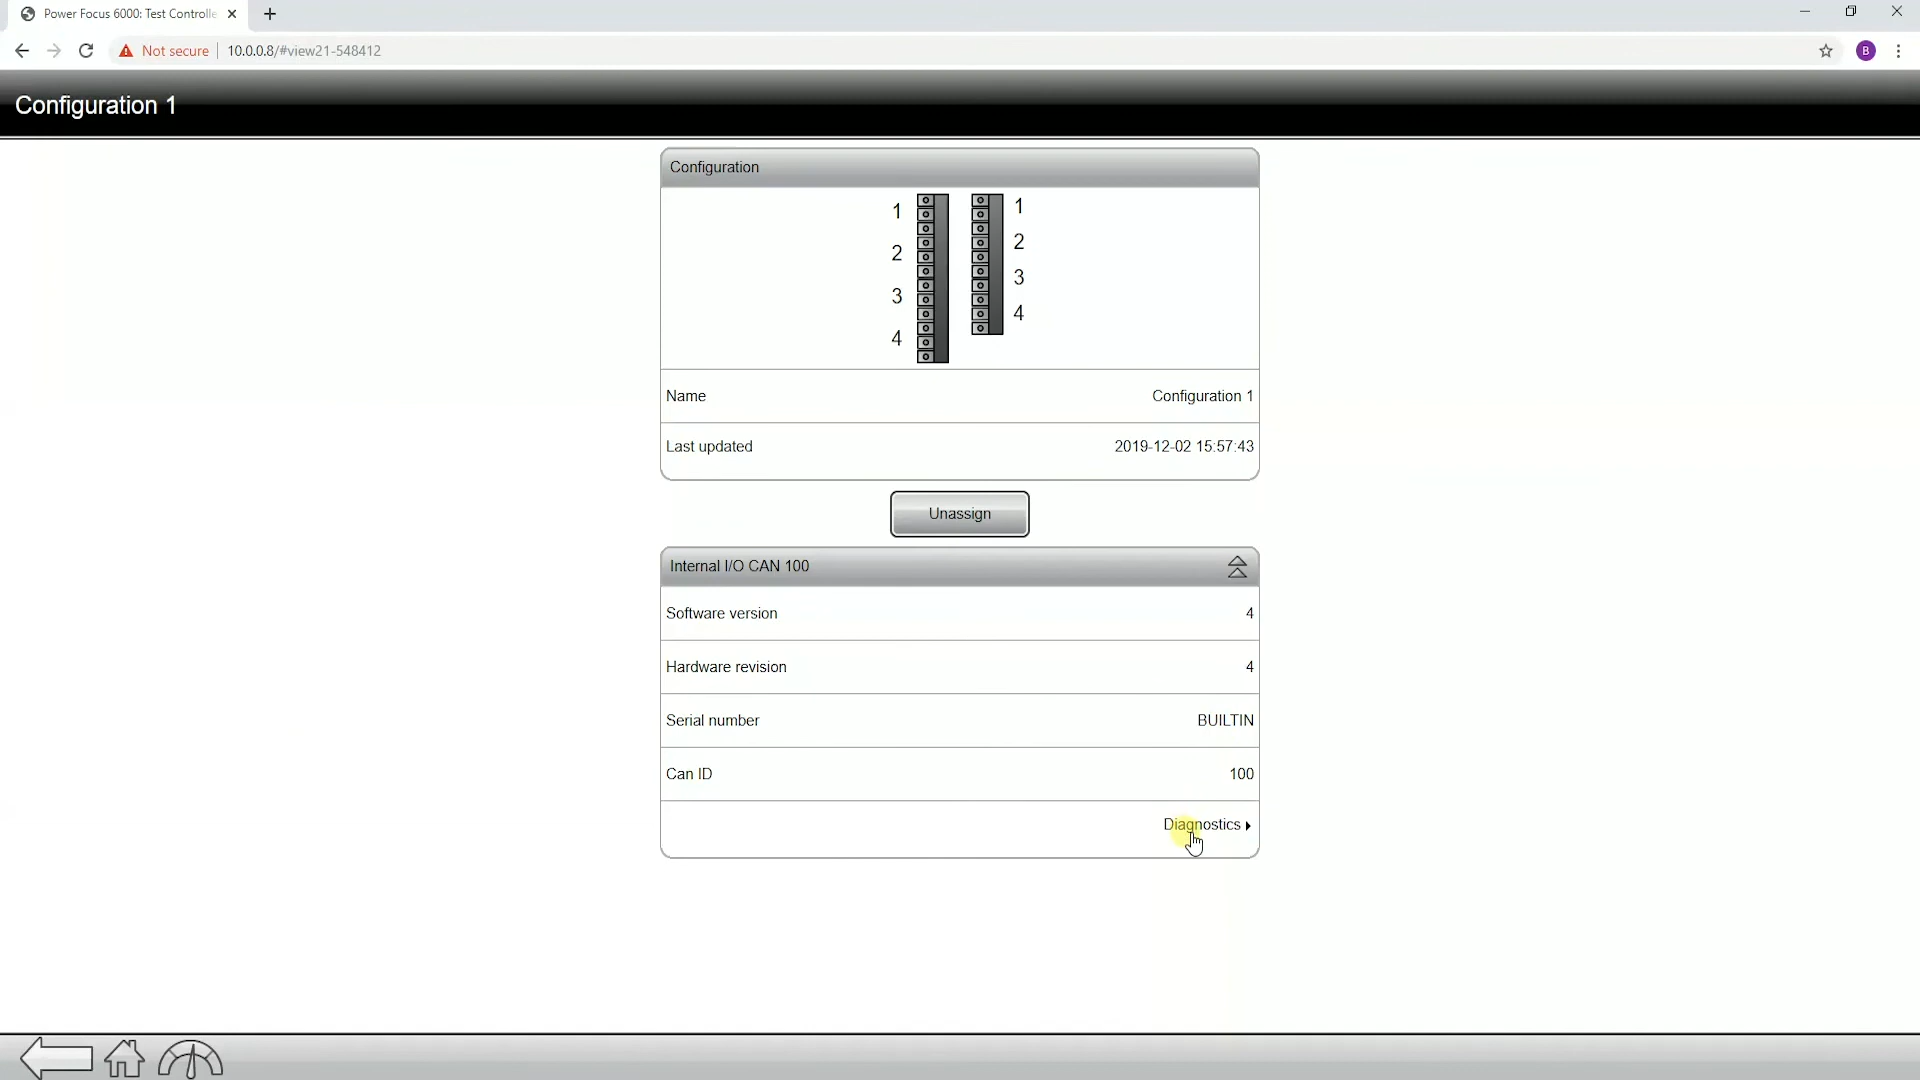 Power Focus 6000: Test Controlle
Not secure
10.0.0.8/#view21-548412
B
Configuration 1
Configuration
1 1
2 2
3 3
4 4
Name Configuration 1
Last updated 2019-12-02 15:57:43
Unassign
Internal I/O CAN 100
Software version 4
Hardware revision 4
Serial number BUILTIN
Can ID 100
Diagnostics